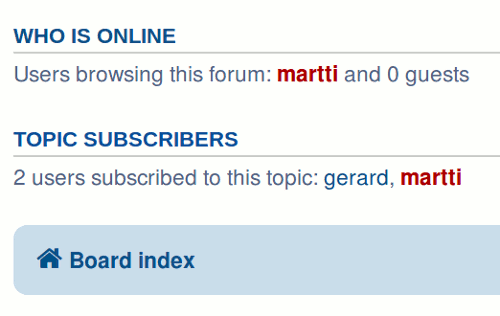 WHO IS ONLINE
Users browsing this forum: martti and 0 guests
TOPIC SUBSCRIBERS
2 users subscribed to this topic: gerard, martti
Board index